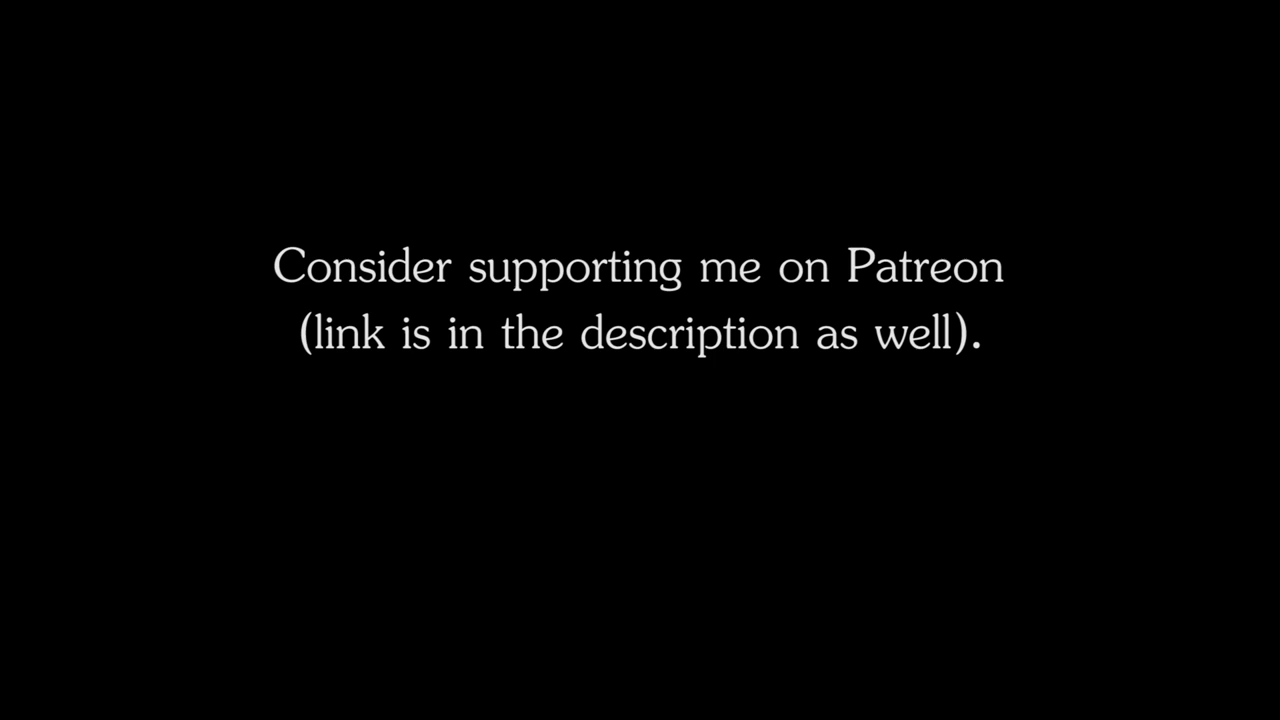 Consider supporting me on Patreon
(link is in the description as well).